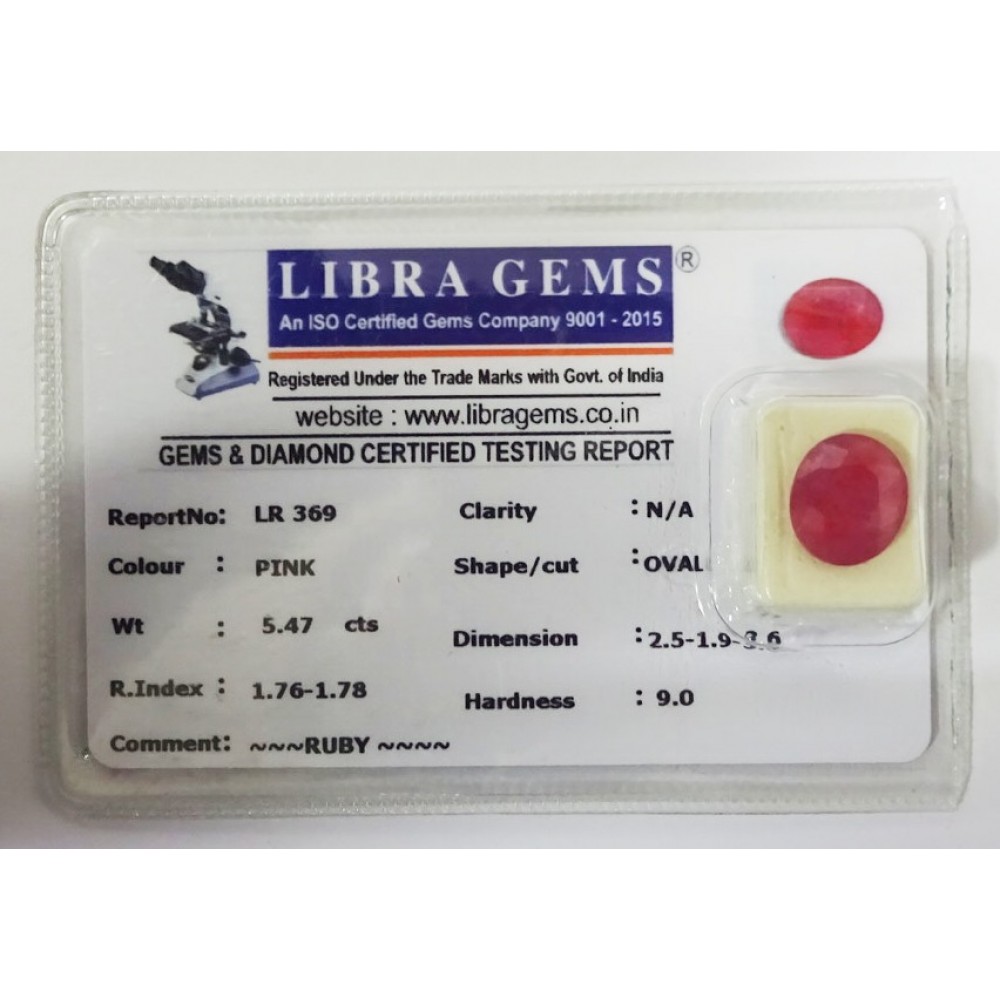 LIBRA GEMS ®
An ISO Certified Gems Company 9001 - 2015
Registered Under the Trade Marks with Govt. of India
website : www.libragems.co.in
GEMS & DIAMOND CERTIFIED TESTING REPORT
ReportNo: LR 369 Clarity : N/A
Colour : PINK Shape/cut : OVAL
Wt : 5.47 cts Dimension : 2.5-1.9-3.6
R.Index : 1.76-1.78 Hardness : 9.0
Comment: ~~~RUBY ~~~~